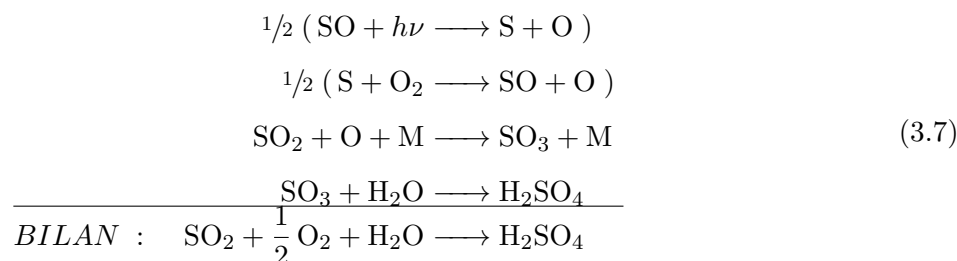 1/2 ( SO + hν ⟶ S + O )
1/2 ( S + O₂ ⟶ SO + O )
SO₂ + O + M ⟶ SO₃ + M (3.7)
SO₃ + H₂O ⟶ H₂SO₄
BILAN : SO₂ + 1/2 O₂ + H₂O ⟶ H₂SO₄